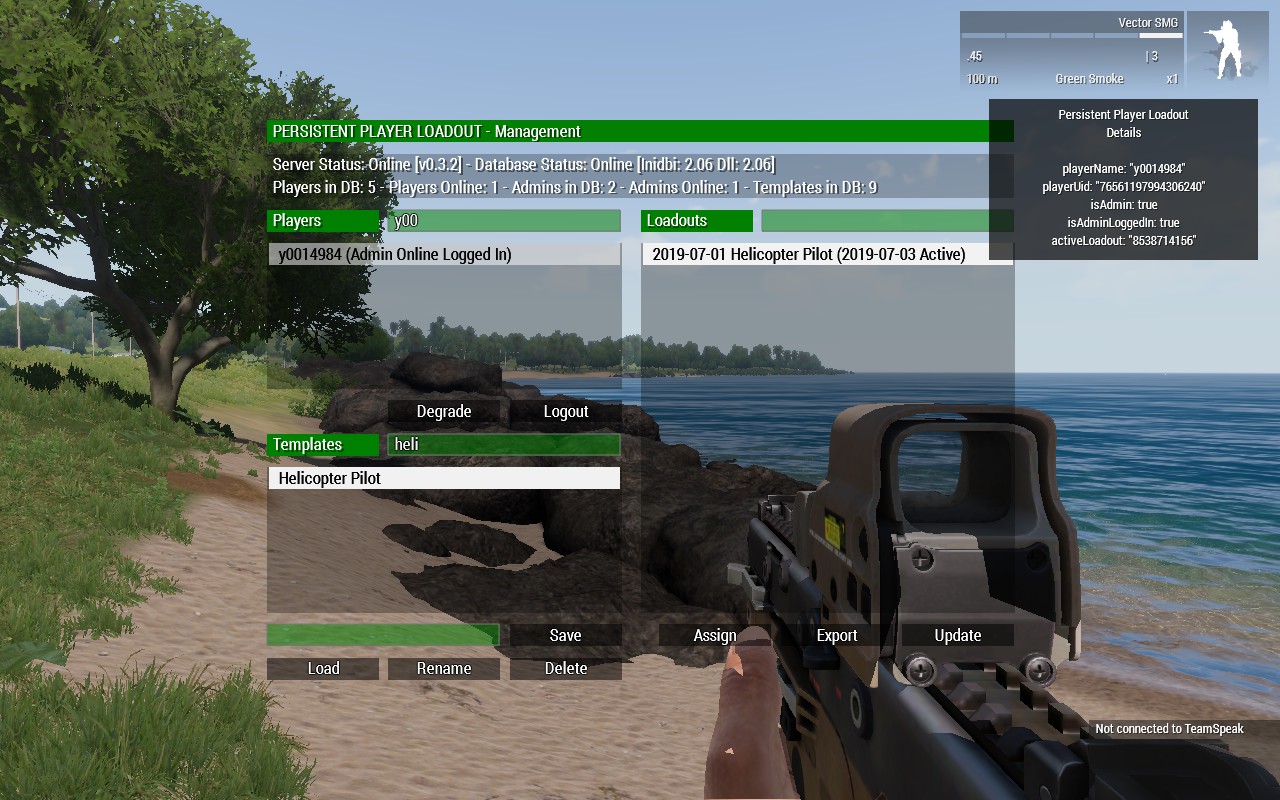 Vector SMG
.45 | 3
100 m Green Smoke x1
Persistent Player Loadout
Details
playerName: "y0014984"
playerUid: "76561197994306240"
isAdmin: true
isAdminLoggedIn: true
activeLoadout: "8538714156"
PERSISTENT PLAYER LOADOUT - Management
Server Status: Online [v0.3.2] - Database Status: Online [Inidbi: 2.06 Dll: 2.06]
Players in DB: 5 - Players Online: 1 - Admins in DB: 2 - Admins Online: 1 - Templates in DB: 9
Players y00 Loadouts
y0014984 (Admin Online Logged In) 2019-07-01 Helicopter Pilot (2019-07-03 Active)
Degrade Logout
Templates heli
Helicopter Pilot
Save Assign Export Update
Load Rename Delete
Not connected to TeamSpeak